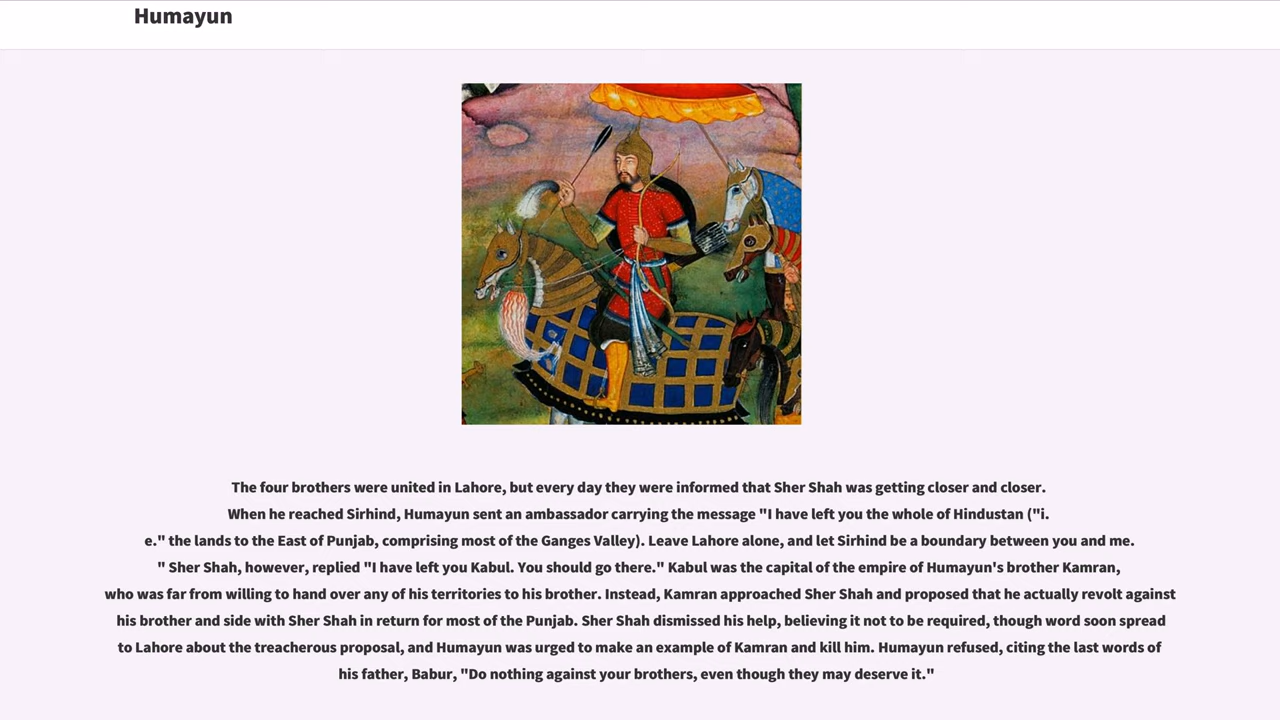 Humayun
The four brothers were united in Lahore, but every day they were informed that Sher Shah was getting closer and closer.
When he reached Sirhind, Humayun sent an ambassador carrying the message "I have left you the whole of Hindustan ("i.
e." the lands to the East of Punjab, comprising most of the Ganges Valley). Leave Lahore alone, and let Sirhind be a boundary between you and me.
" Sher Shah, however, replied "I have left you Kabul. You should go there." Kabul was the capital of the empire of Humayun's brother Kamran,
who was far from willing to hand over any of his territories to his brother. Instead, Kamran approached Sher Shah and proposed that he actually revolt against
his brother and side with Sher Shah in return for most of the Punjab. Sher Shah dismissed his help, believing it not to be required, though word soon spread
to Lahore about the treacherous proposal, and Humayun was urged to make an example of Kamran and kill him. Humayun refused, citing the last words of
his father, Babur, "Do nothing against your brothers, even though they may deserve it."